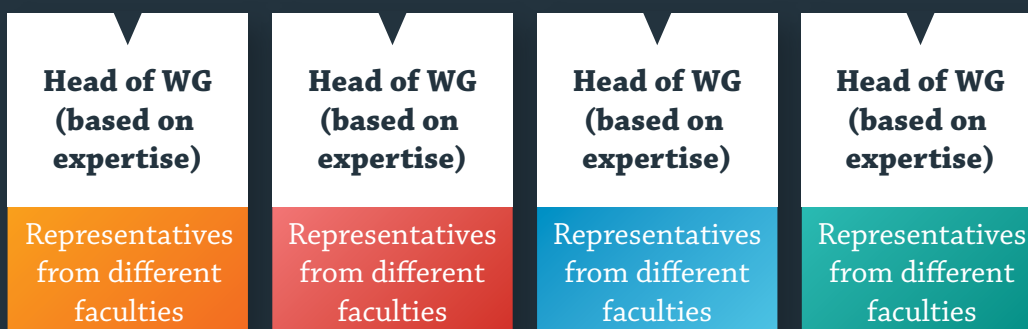 Head of WG
(based on
expertise)
Representatives
from different
faculties
Head of WG
(based on
expertise)
Representatives
from different
faculties
Head of WG
(based on
expertise)
Representatives
from different
faculties
Head of WG
(based on
expertise)
Representatives
from different
faculties